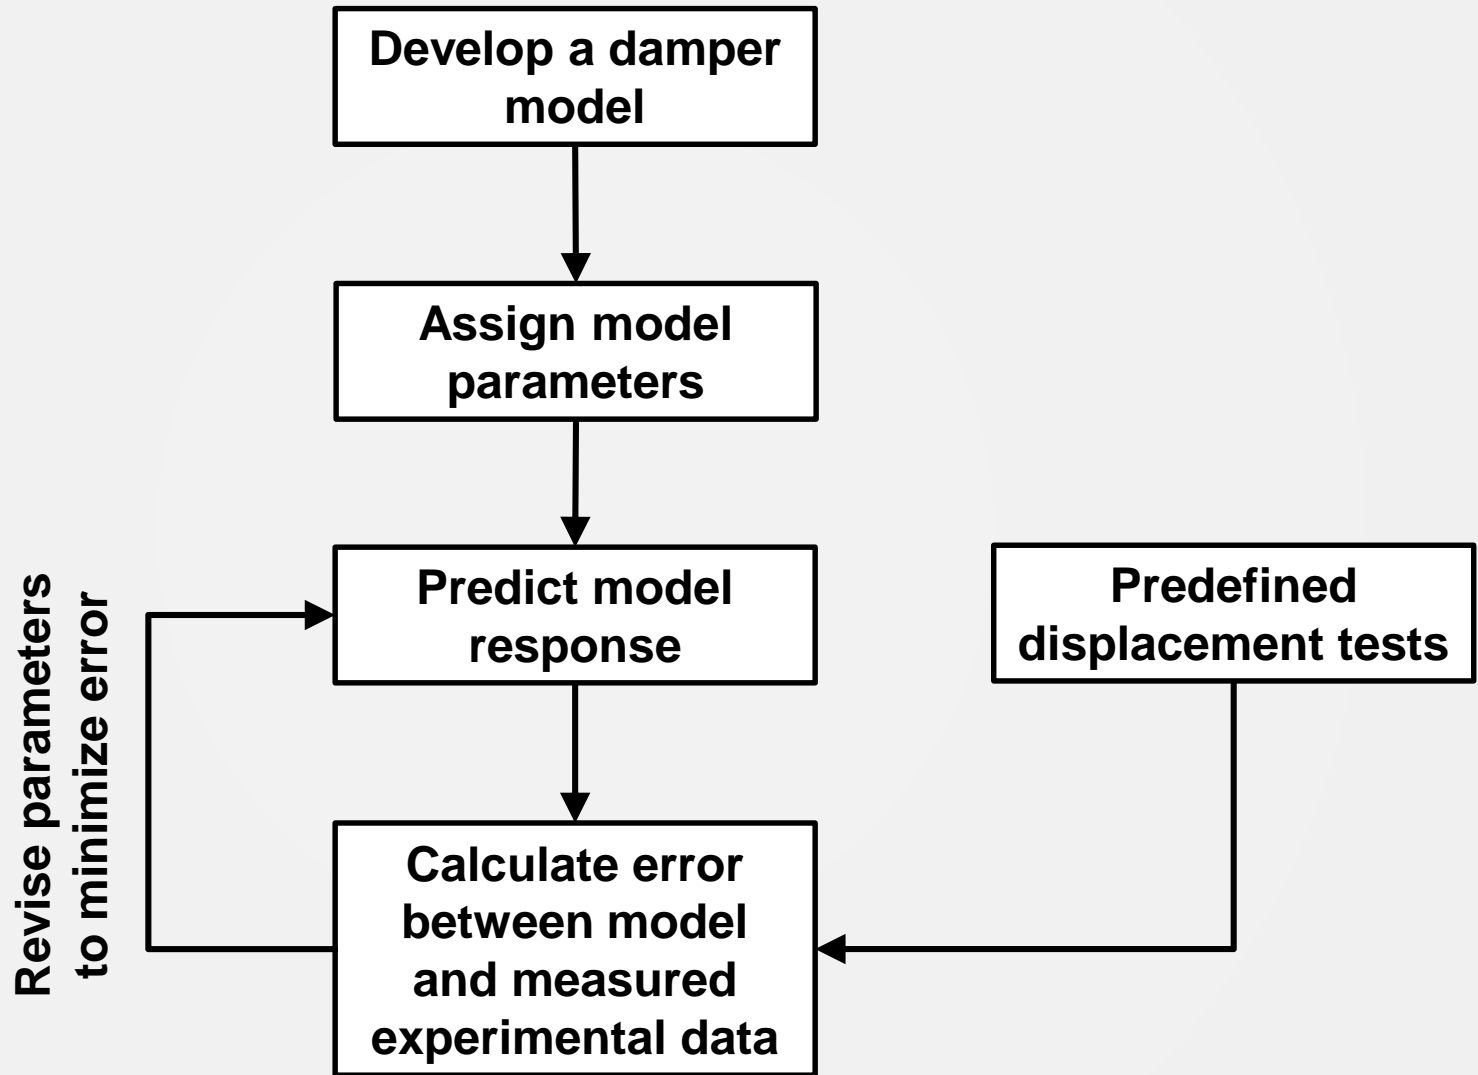 Develop a damper
model
Assign model
parameters
Predict model
response
Predefined
displacement tests
Revise parameters
to minimize error
Calculate error
between model
and measured
experimental data